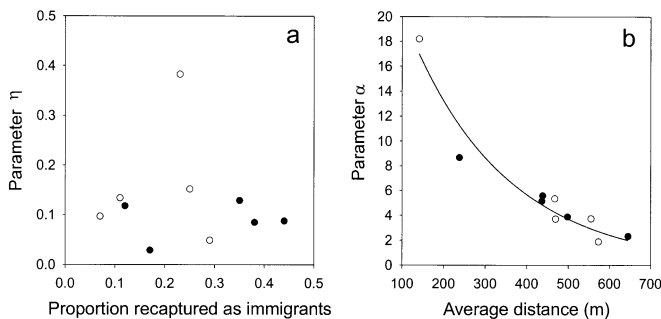 a
0.5
0.4
0.3
0.2
0.1
0.0
Parameter η
0.0 0.1 0.2 0.3 0.4 0.5
Proportion recaptured as immigrants
b
20
18
16
14
12
10
8
6
4
2
0
Parameter α
100 200 300 400 500 600 700
Average distance (m)